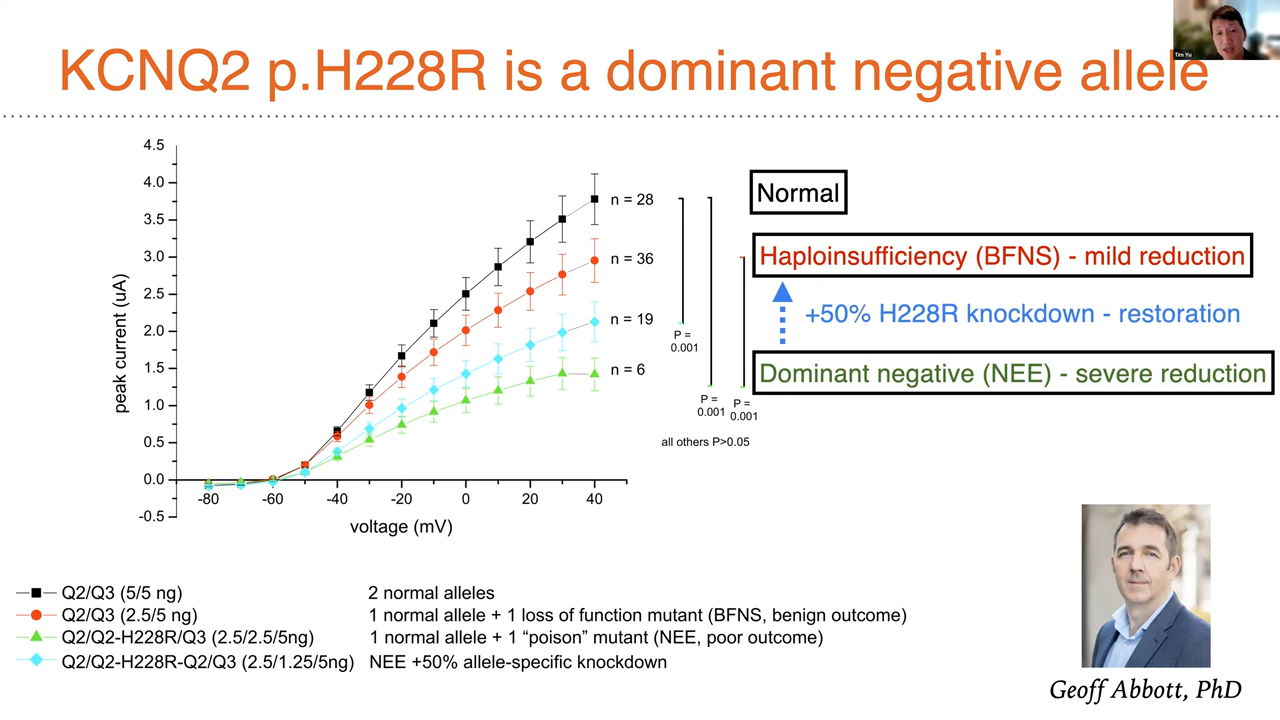 KCNQ2 p.H228R is a dominant negative allele
Tim Yu
4.5
4.0
3.5
3.0
2.5
2.0
1.5
1.0
0.5
0.0
-0.5
peak current (uA)
-80
-60
-40
-20
0
20
40
voltage (mV)
n = 28
n = 36
n = 19
n = 6
P =
0.001
P =
0.001
P =
0.001
all others P>0.05
Normal
Haploinsufficiency (BFNS) - mild reduction
+50% H228R knockdown - restoration
Dominant negative (NEE) - severe reduction
Q2/Q3 (5/5 ng) 2 normal alleles
Q2/Q3 (2.5/5 ng) 1 normal allele + 1 loss of function mutant (BFNS, benign outcome)
Q2/Q2-H228R/Q3 (2.5/2.5/5ng) 1 normal allele + 1 “poison” mutant (NEE, poor outcome)
Q2/Q2-H228R-Q2/Q3 (2.5/1.25/5ng) NEE +50% allele-specific knockdown
Geoff Abbott, PhD